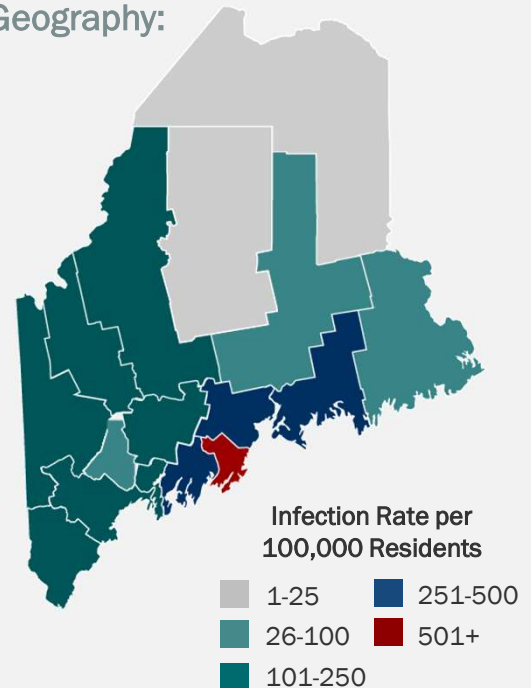 Geography:
Infection Rate per
100,000 Residents
1-25
251-500
26-100
501+
101-250